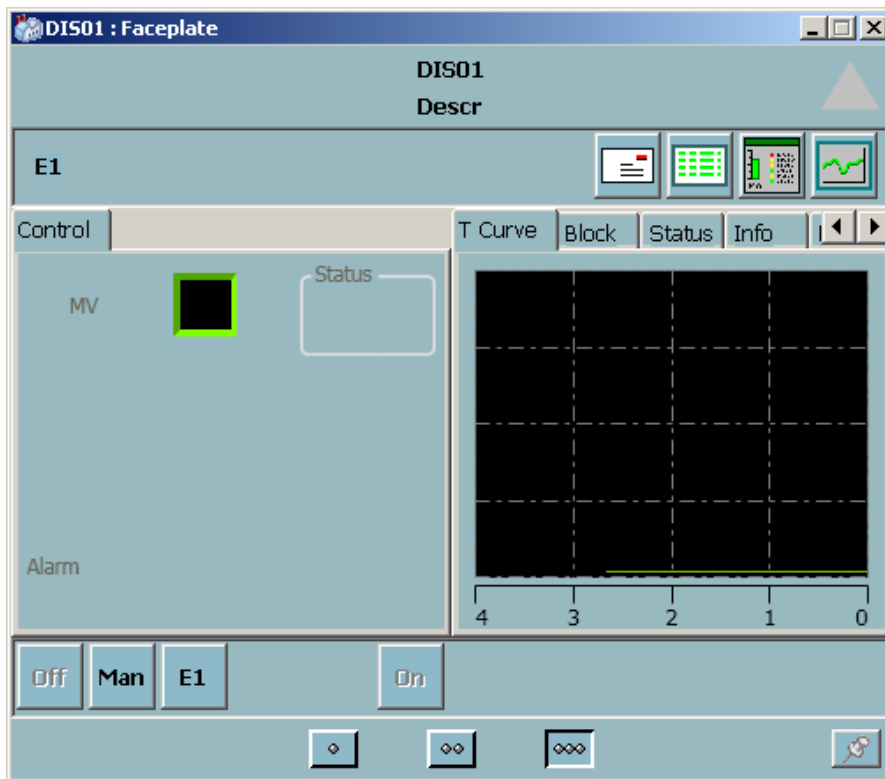 DIS01 : Faceplate
DIS01
Descr
E1
Control
T Curve Block Status Info
MV
Status
Alarm
4 3 2 1 0
Off Man E1 On